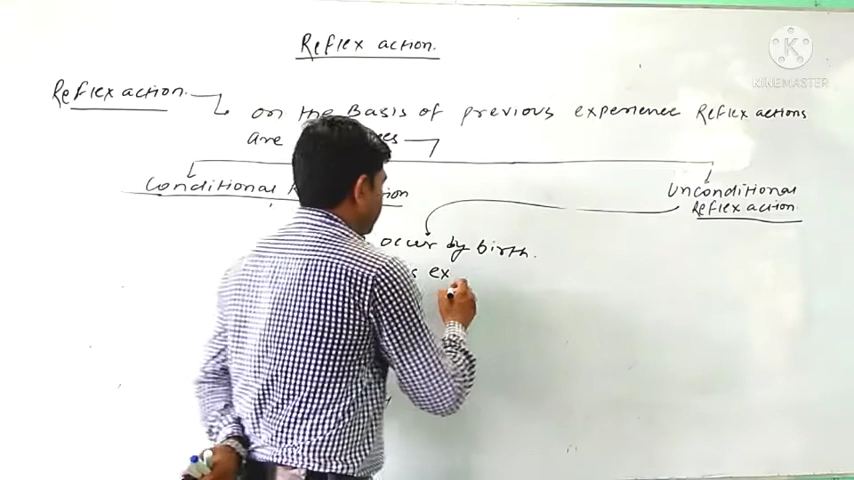 Reflex action.
Reflex action
on the Basis of previous experience Reflex actions
are
Conditional
Unconditional
Reflex action.
occur by birth.
ex
KINEMASTER